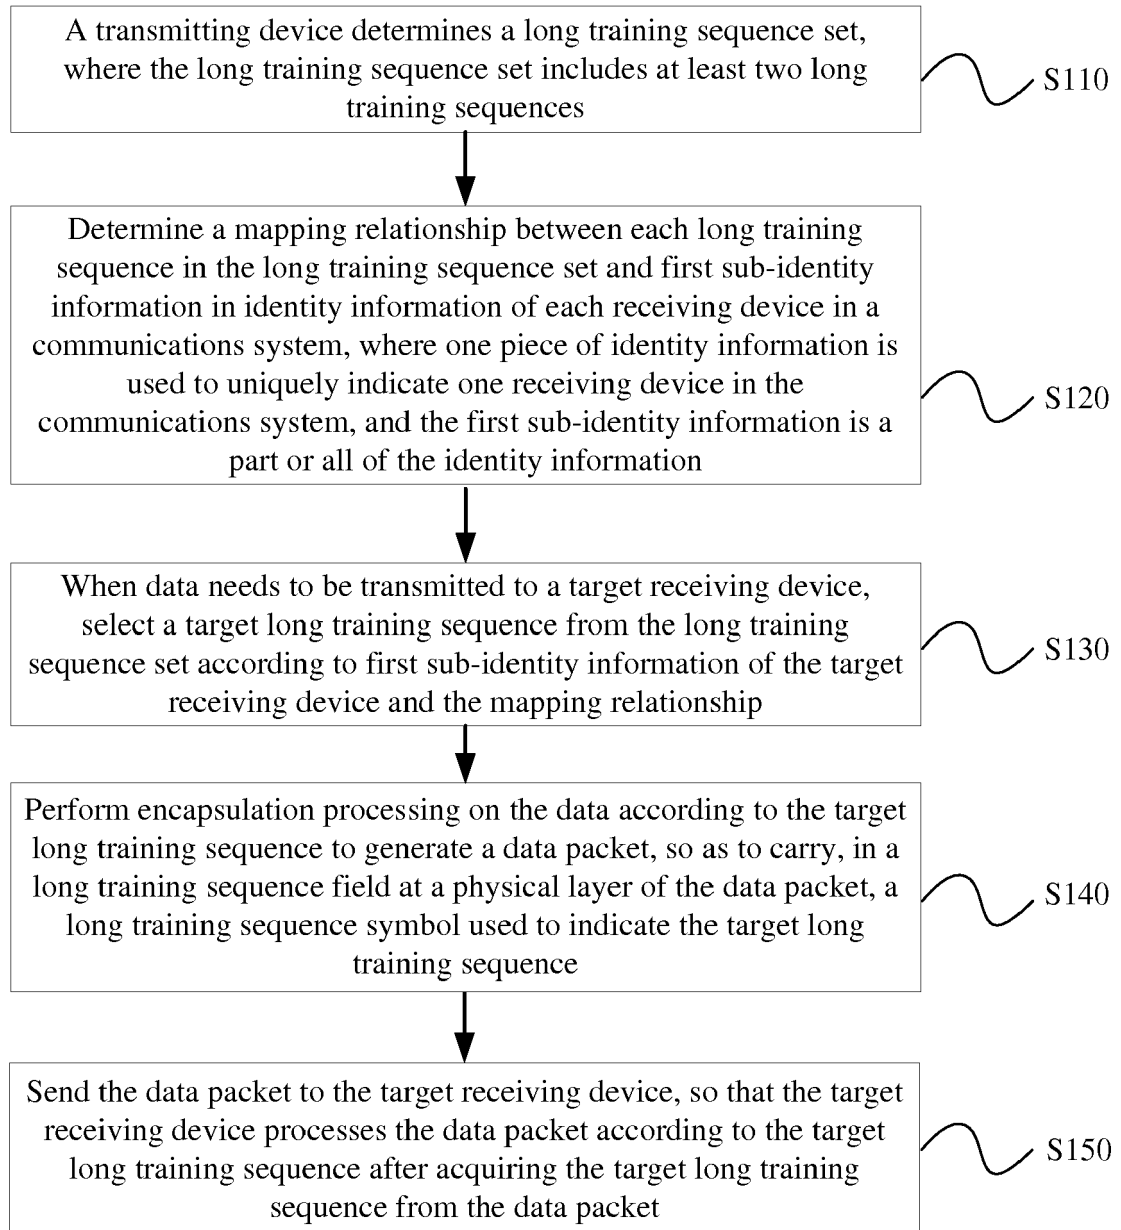 A transmitting device determines a long training sequence set,
where the long training sequence set includes at least two long
training sequences
S110
Determine a mapping relationship between each long training
sequence in the long training sequence set and first sub-identity
information in identity information of each receiving device in a
communications system, where one piece of identity information is
used to uniquely indicate one receiving device in the
communications system, and the first sub-identity information is a
part or all of the identity information
S120
When data needs to be transmitted to a target receiving device,
select a target long training sequence from the long training
sequence set according to first sub-identity information of the target
receiving device and the mapping relationship
S130
Perform encapsulation processing on the data according to the target
long training sequence to generate a data packet, so as to carry, in a
long training sequence field at a physical layer of the data packet, a
long training sequence symbol used to indicate the target long
training sequence
S140
Send the data packet to the target receiving device, so that the target
receiving device processes the data packet according to the target
long training sequence after acquiring the target long training
sequence from the data packet
S150